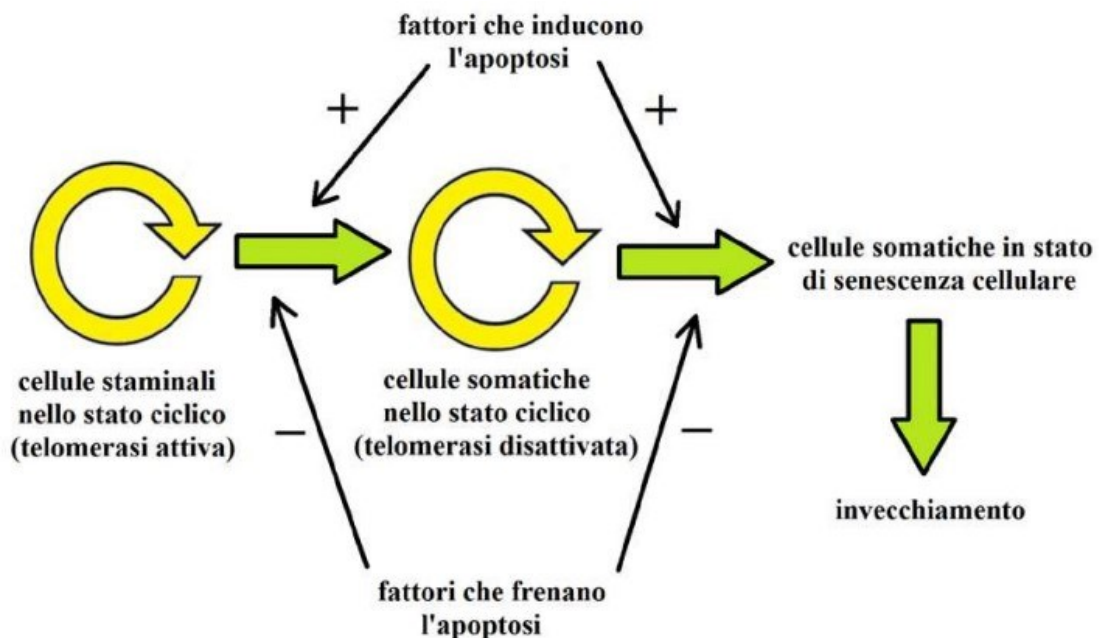 fattori che inducono
l'apoptosi
+
+
cellule staminali
nello stato ciclico
(telomerasi attiva)
cellule somatiche
nello stato ciclico
(telomerasi disattivata)
cellule somatiche in stato
di senescenza cellulare
−
−
invecchiamento
fattori che frenano
l'apoptosi